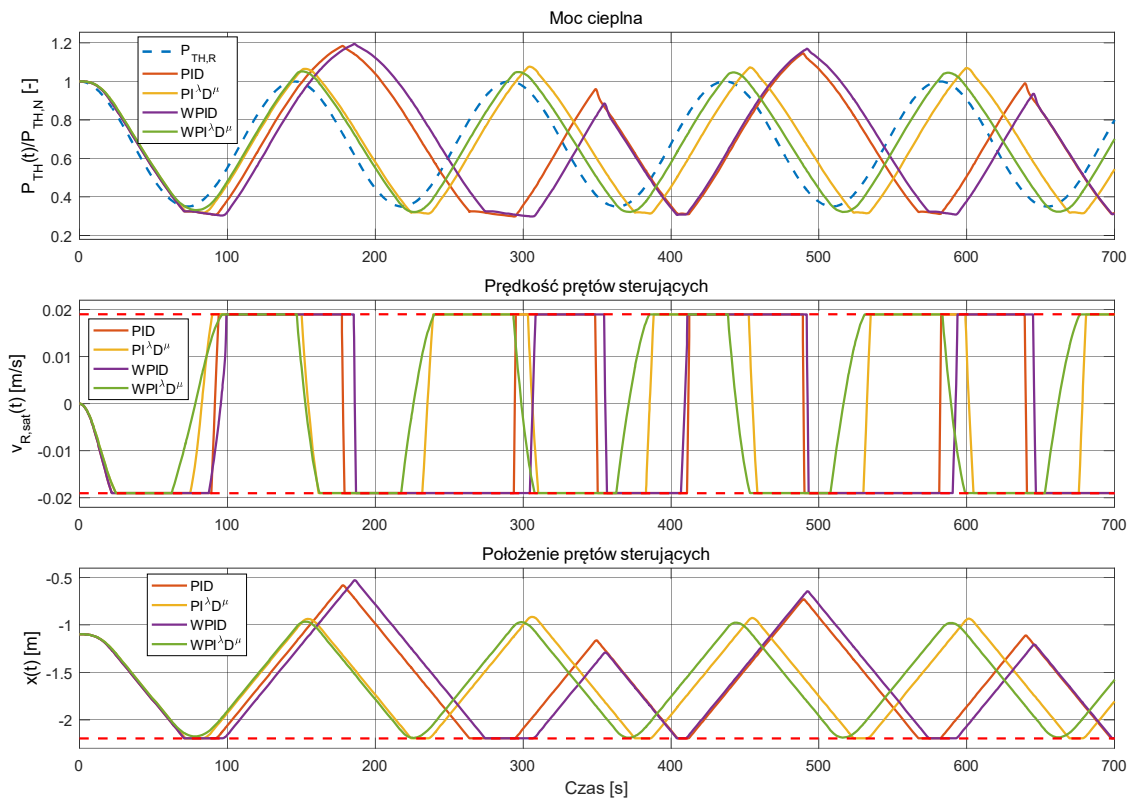 Moc cieplna
P_TH(t)/P_TH,N [-]
1.2
1
0.8
0.6
0.4
0.2
P_TH,R
PID
PI^λD^μ
WPID
WPI^λD^μ
0 100 200 300 400 500 600 700
Prędkość prętów sterujących
v_R,sat(t) [m/s]
0.02
0.01
0
-0.01
-0.02
PID
PI^λD^μ
WPID
WPI^λD^μ
0 100 200 300 400 500 600 700
Położenie prętów sterujących
x(t) [m]
-0.5
-1
-1.5
-2
PID
PI^λD^μ
WPID
WPI^λD^μ
0 100 200 300 400 500 600 700
Czas [s]